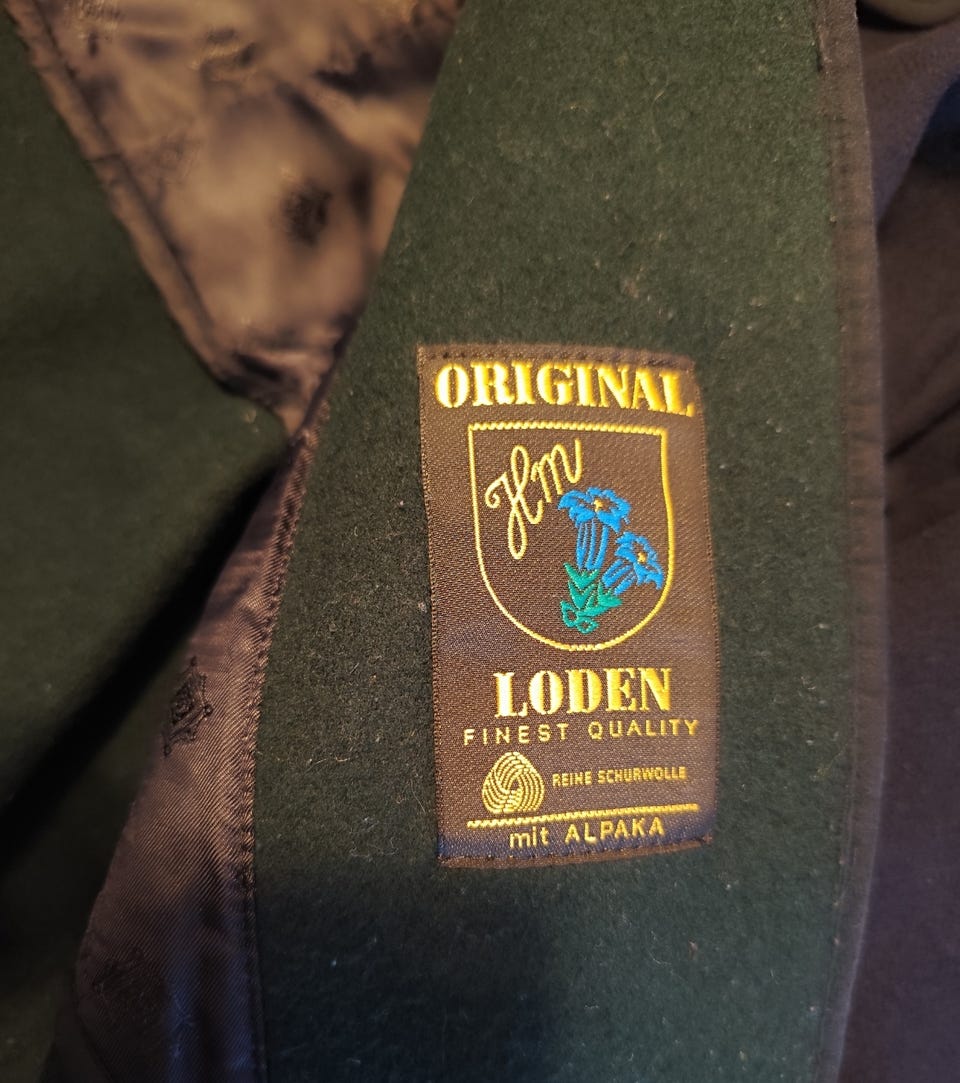 ORIGINAL
Hm
LODEN
FINEST QUALITY
REINE SCHURWOLLE
mit ALPAKA